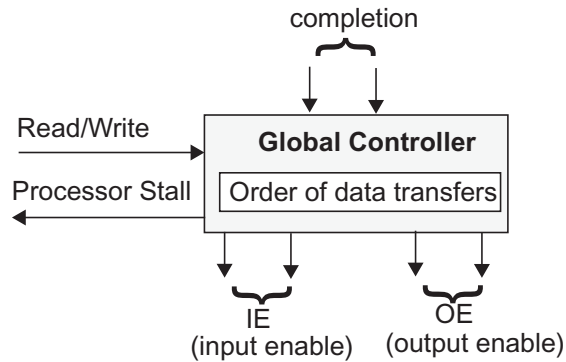 completion
Read/Write
Global Controller
Processor Stall
Order of data transfers
IE
(input enable)
OE
(output enable)